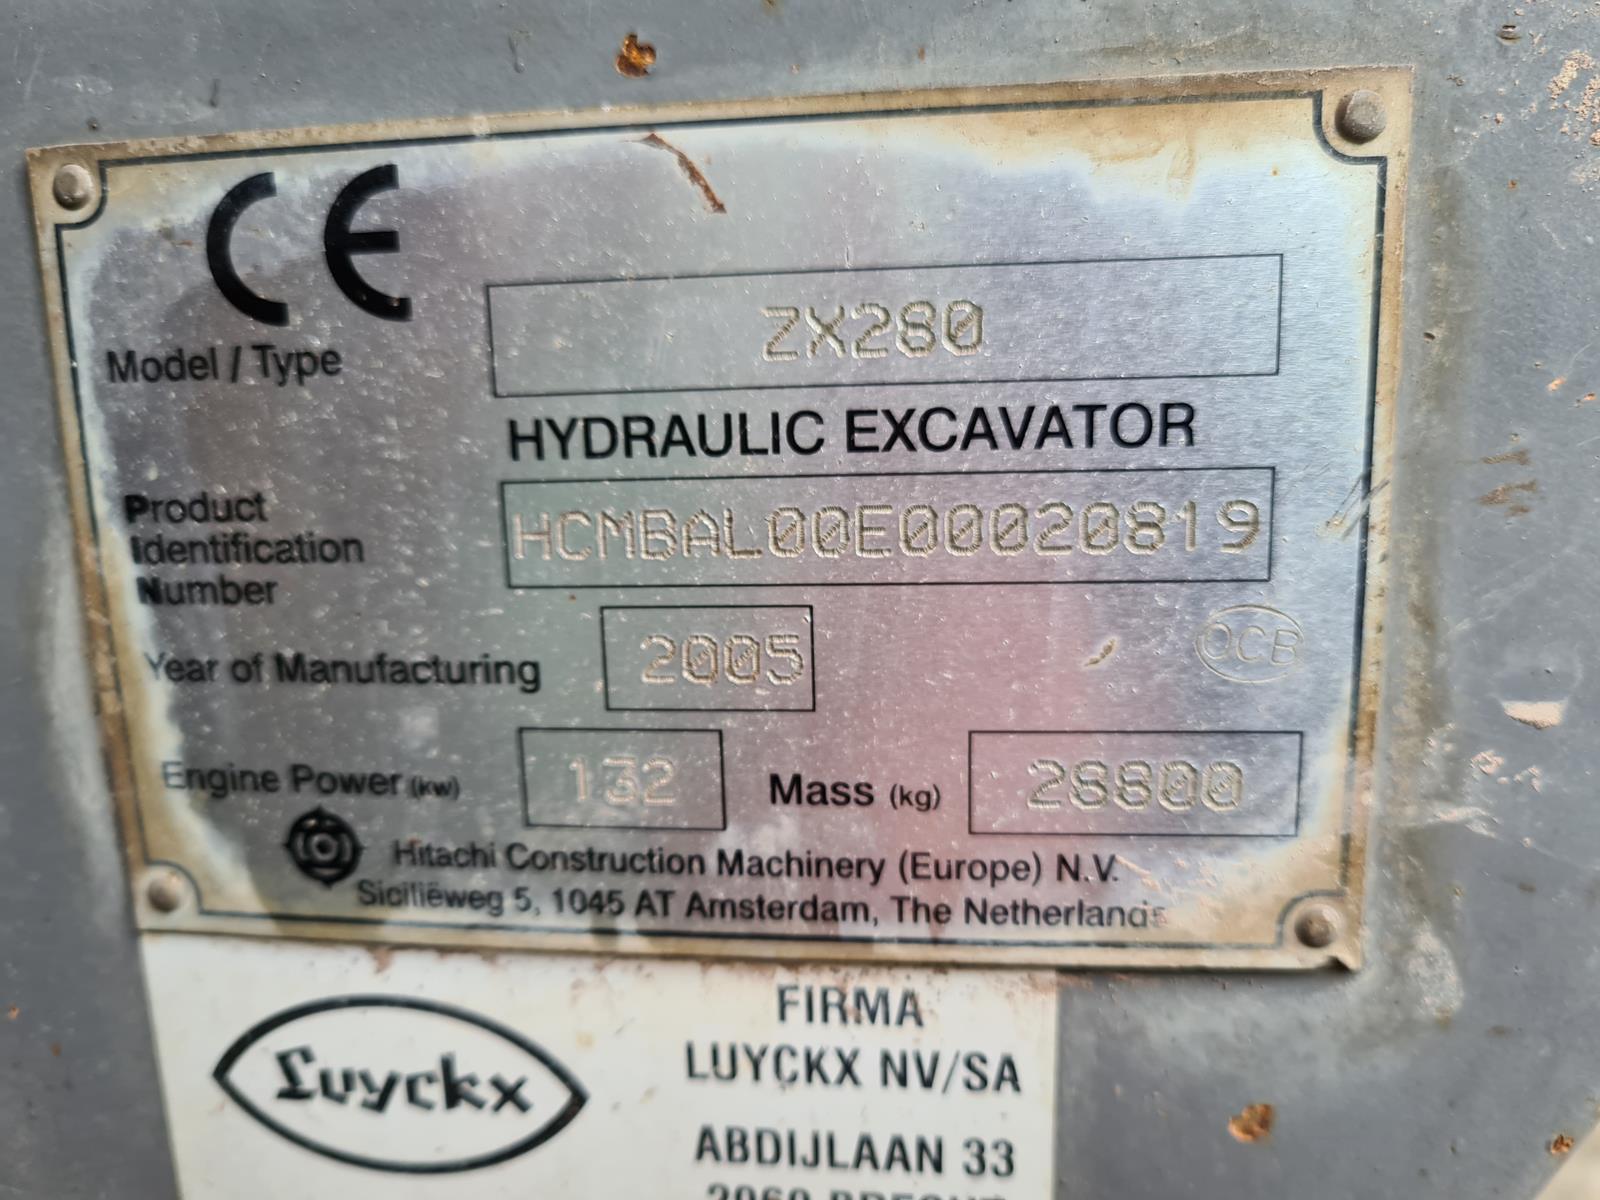 CE
Model / Type
ZX280
HYDRAULIC EXCAVATOR
Product
Identification
Number
HCMBAL00E00020819
Year of Manufacturing
2005
OCB
Engine Power (kw)
132
Mass (kg)
28800
Hitachi Construction Machinery (Europe) N.V.
Siciliëweg 5, 1045 AT Amsterdam, The Netherlands
Luyckx
FIRMA
LUYCKX NV/SA
ABDIJLAAN 33